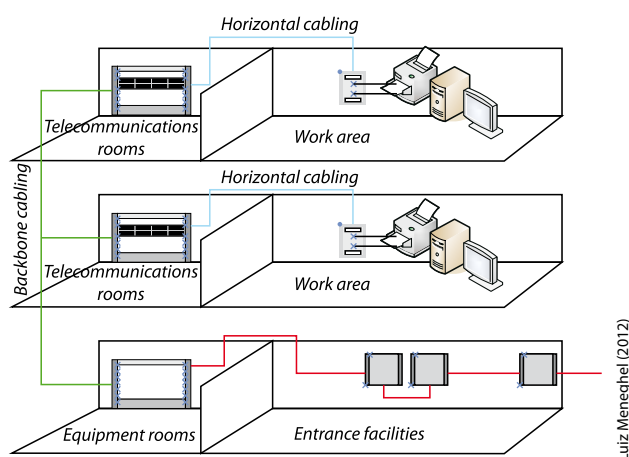 Horizontal cabling
Telecommunications
rooms
Work area
Horizontal cabling
Backbone cabling
Telecommunications
rooms
Work area
Equipment rooms
Entrance facilities
Meneghel (2012)